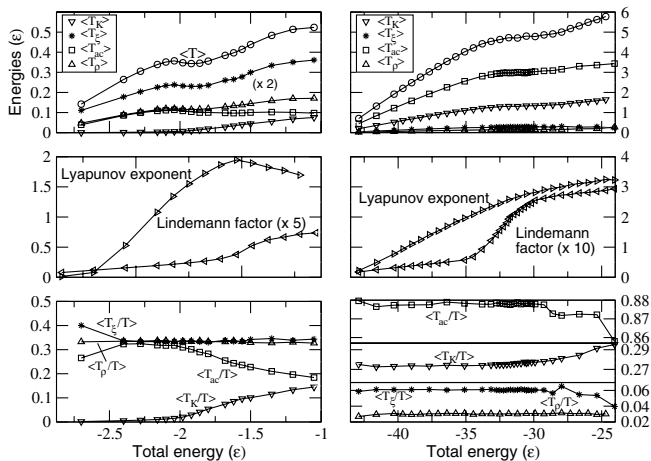 <T_K>
<T_ξ>
<T_ac>
<T_ρ>
<T>
(x 2)
Energies (ε)
0.6
0.5
0.4
0.3
0.2
0.1
0
<T_K>
<T_ξ>
<T_ac>
<T_ρ>
6
5
4
3
2
1
0
Lyapunov exponent
Lindemann factor (x 5)
2
1.5
1
0.5
0
Lyapunov exponent
Lindemann
factor (x 10)
4
3
2
1
0
<T_ξ/T>
<T_ρ/T>
<T_ac/T>
<T_K/T>
0.5
0.4
0.3
0.2
0.1
0
-2.5 -2 -1.5 -1
Total energy (ε)
<T_ac/T>
<T_K/T>
<T_ξ/T>
<T_ρ/T>
0.88
0.87
0.86
0.29
0.27
0.06
0.04
0.02
-40 -35 -30 -25
Total energy (ε)